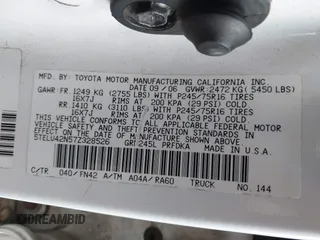 MFD. BY: TOYOTA MOTOR MANUFACTURING CALIFORNIA INC.
DATE 09/06 GVWR:2472 KG(5450 LBS)
GAWR:FR.1249 KG(2755 LBS)WITH P245/75R16 TIRES
16X7J RIMS AT 200 KPA (29 PSI) COLD
RR.1410 KG(3110 LBS)WITH P245/75R16 TIRES
16X7J RIMS AT 200 KPA (29 PSI) COLD
THIS VEHICLE CONFORMS TO ALL APPLICABLE
FEDERAL MOTOR VEHICLE SAFETY AND
THEFT PREVENTION STANDARDS IN EFFECT
ON THE DATE OF MANUFACTURE SHOWN ABOVE.
5TELU42N57Z328526
GRN245L PRFDKA
C/TR 040/FN42 A/TM A04A/RA60 TRUCK NO. 144